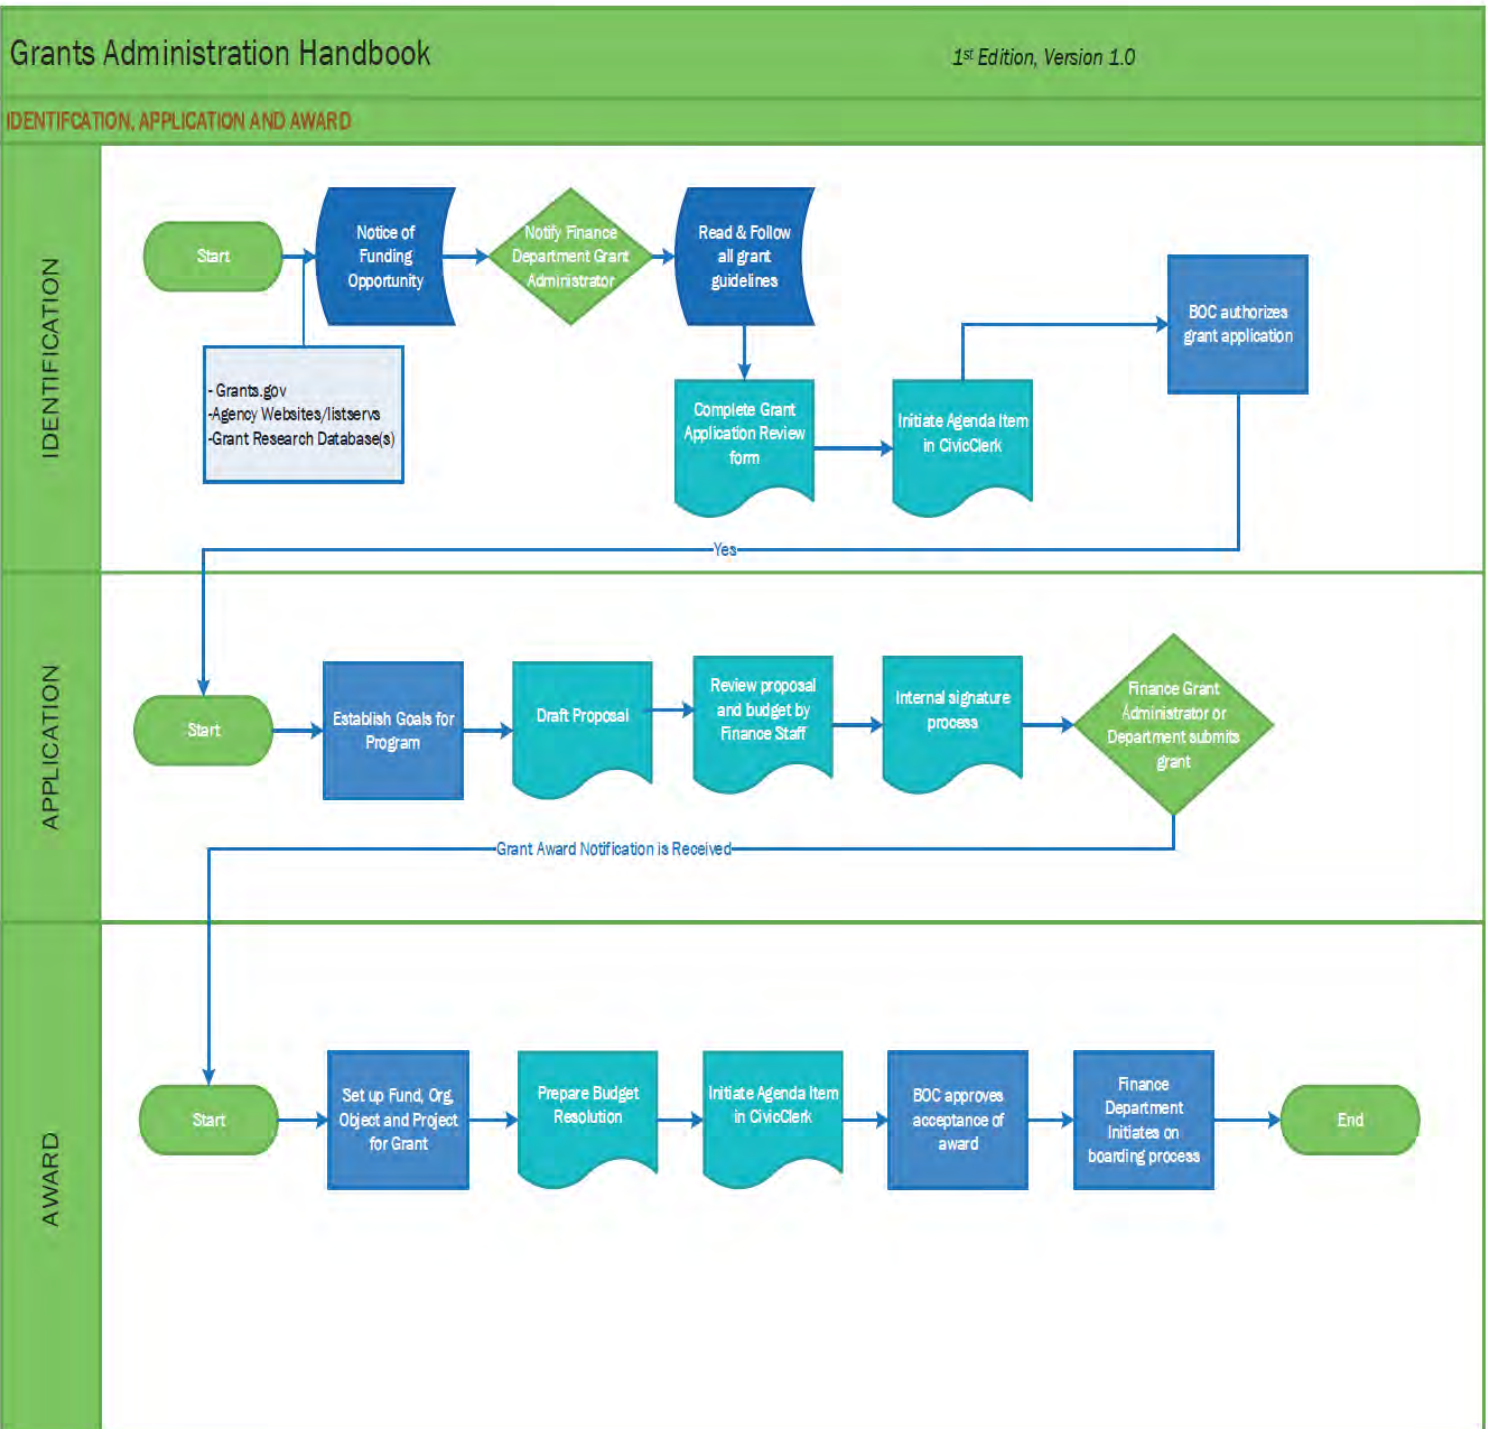 Grants Administration Handbook
1st Edition, Version 1.0
IDENTIFCATION, APPLICATION AND AWARD
IDENTIFICATION
Start
Notice of
Funding
Opportunity
Notify Finance
Department Grant
Administrator
Read & Follow
all grant
guidelines
- Grants.gov
-Agency Websites/listservs
-Grant Research Database(s)
Complete Grant
Application Review
form
Initiate Agenda Item
in CivicClerk
BOC authorizes
grant application
Yes
APPLICATION
Start
Establish Goals for
Program
Draft Proposal
Review proposal
and budget by
Finance Staff
Internal signature
process
Finance Grant
Administrator or
Department submits
grant
Grant Award Notification is Received
AWARD
Start
Set up Fund, Org,
Object and Project
for Grant
Prepare Budget
Resolution
Initiate Agenda Item
in CivicClerk
BOC approves
acceptance of
award
Finance
Department
Initiates on
boarding process
End